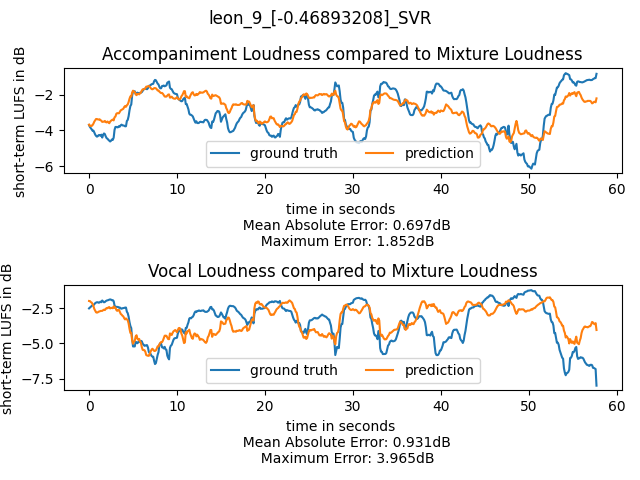 leon_9_[-0.46893208]_SVR
Accompaniment Loudness compared to Mixture Loudness
short-term LUFS in dB
−2
−4
−6
ground truth
prediction
0 10 20 30 40 50 60
time in seconds
Mean Absolute Error: 0.697dB
Maximum Error: 1.852dB
Vocal Loudness compared to Mixture Loudness
short-term LUFS in dB
−2.5
−5.0
−7.5
ground truth
prediction
0 10 20 30 40 50 60
time in seconds
Mean Absolute Error: 0.931dB
Maximum Error: 3.965dB